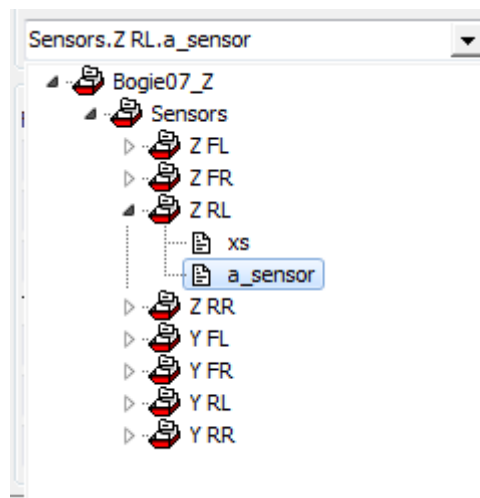 Sensors.Z RL.a_sensor
Bogie07_Z
Sensors
Z FL
Z FR
Z RL
xs
a_sensor
Z RR
Y FL
Y FR
Y RL
Y RR